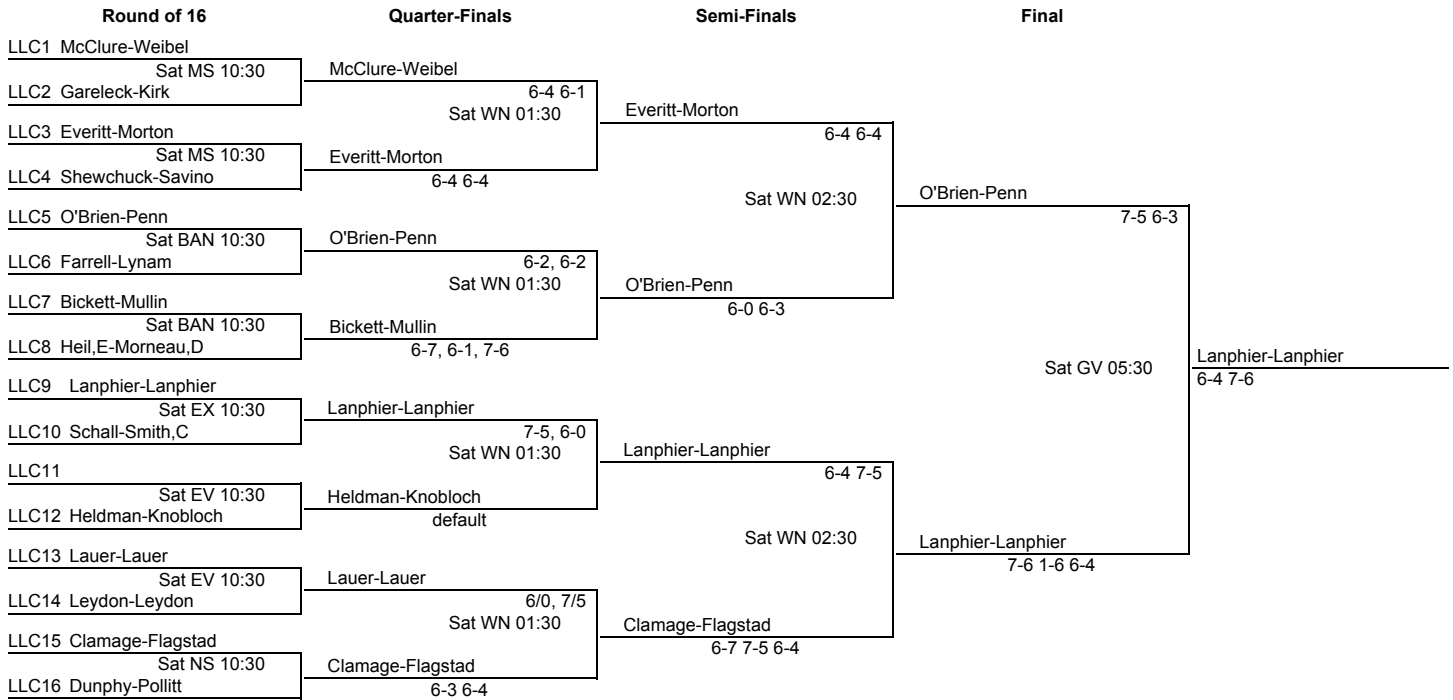 Round of 16 Quarter-Finals Semi-Finals Final
LLC1 McClure-Weibel
Sat MS 10:30
McClure-Weibel
LLC2 Gareleck-Kirk
6-4 6-1
Sat WN 01:30
Everitt-Morton
LLC3 Everitt-Morton
6-4 6-4
Sat MS 10:30
Everitt-Morton
LLC4 Shewchuck-Savino
6-4 6-4
Sat WN 02:30
O'Brien-Penn
LLC5 O'Brien-Penn
7-5 6-3
Sat BAN 10:30
O'Brien-Penn
LLC6 Farrell-Lynam
6-2, 6-2
Sat WN 01:30
O'Brien-Penn
LLC7 Bickett-Mullin
6-0 6-3
Sat BAN 10:30
Bickett-Mullin
LLC8 Heil,E-Morneau,D
6-7, 6-1, 7-6
Lanphier-Lanphier
Sat GV 05:30
6-4 7-6
LLC9 Lanphier-Lanphier
Sat EX 10:30
Lanphier-Lanphier
LLC10 Schall-Smith,C
7-5, 6-0
Sat WN 01:30
Lanphier-Lanphier
LLC11
6-4 7-5
Sat EV 10:30
Heldman-Knobloch
LLC12 Heldman-Knobloch
default
Sat WN 02:30
Lanphier-Lanphier
LLC13 Lauer-Lauer
7-6 1-6 6-4
Sat EV 10:30
Lauer-Lauer
LLC14 Leydon-Leydon
6/0, 7/5
Sat WN 01:30
Clamage-Flagstad
LLC15 Clamage-Flagstad
6-7 7-5 6-4
Sat NS 10:30
Clamage-Flagstad
LLC16 Dunphy-Pollitt
6-3 6-4